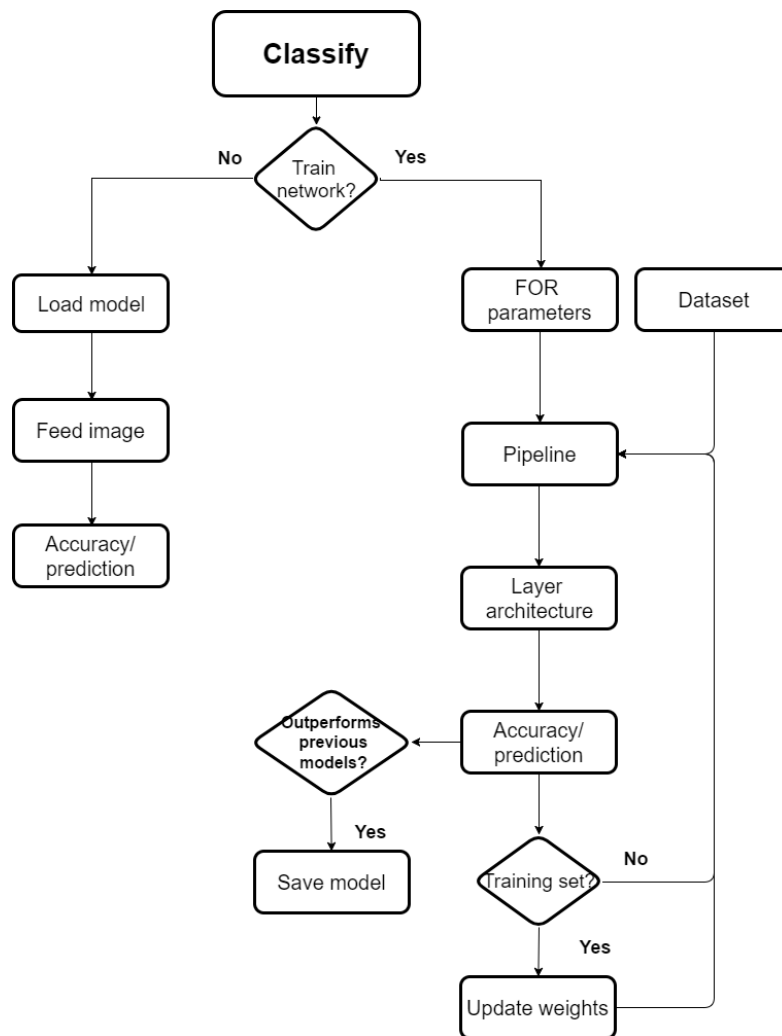 Classify
No
Yes
Train
network?
Load model
FOR
parameters
Dataset
Feed image
Pipeline
Accuracy/
prediction
Layer
architecture
Outperforms
previous
models?
Accuracy/
prediction
Yes
Save model
Training set?
No
Yes
Update weights